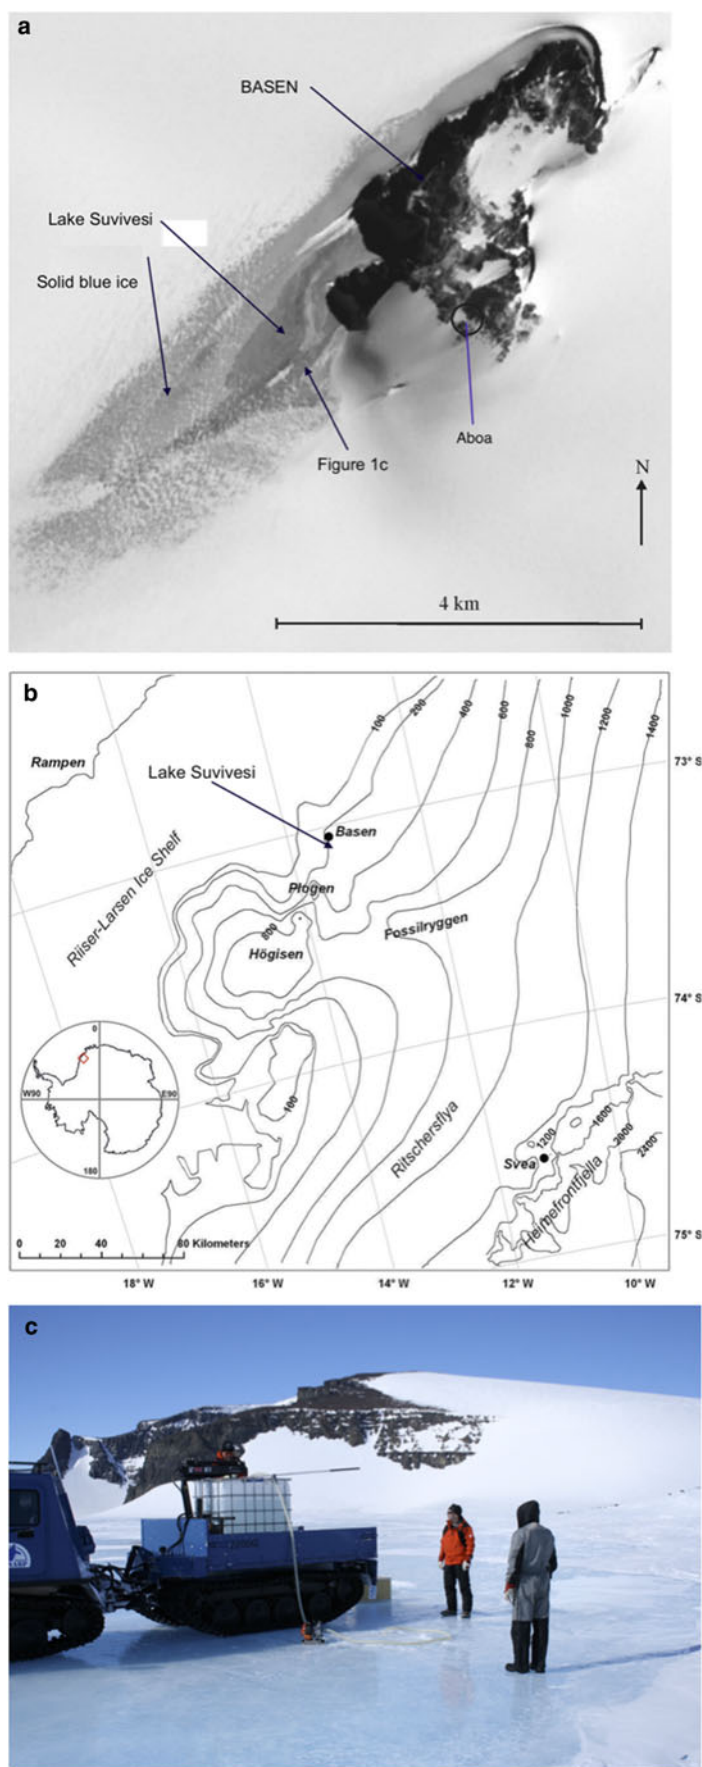 a
BASEN
Lake Suvivesi
Solid blue ice
Aboa
Figure 1c
N
4 km
b
100
200
400
600
800
1000
1200
1400
Rampen
73° S
Lake Suvivesi
Basen
Riiser-Larsen Ice Shelf
Plogen
Fossilryggen
800
Högisen
74° S
0
W90
E90
180
100
Ritscherflya
1200
1600
2000
2400
Svea
Heimefrontfjella
75° S
0 20 40 80 Kilometers
18° W 16° W 14° W 12° W 10° W
c